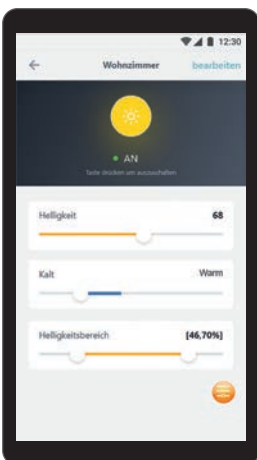 12:30
Wohnzimmer bearbeiten
AN
Taste drücken um auszuschalten
Helligkeit 68
Kalt Warm
Helligkeitsbereich [46,70%]